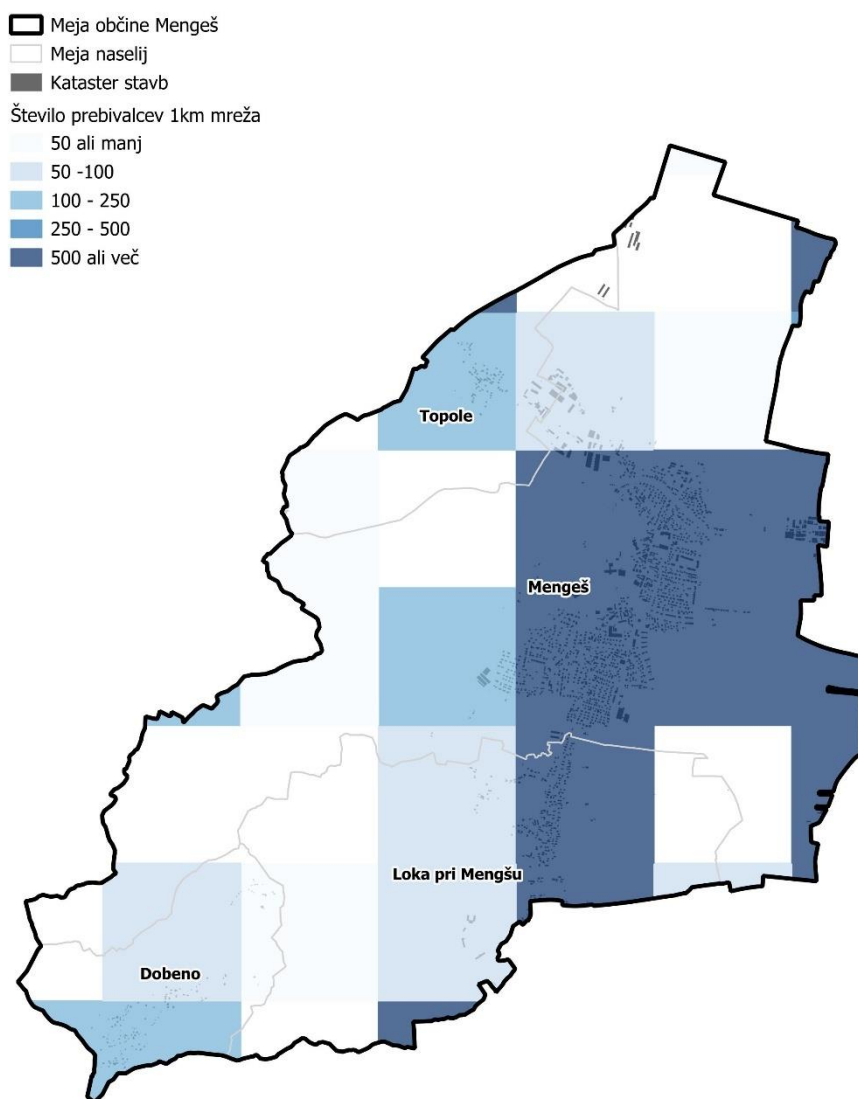 Meja občine Mengeš
Meja naselij
Kataster stavb
Število prebivalcev 1km mreža
50 ali manj
50 -100
100 - 250
250 - 500
500 ali več
Topole
Mengeš
Loka pri Mengšu
Dobeno